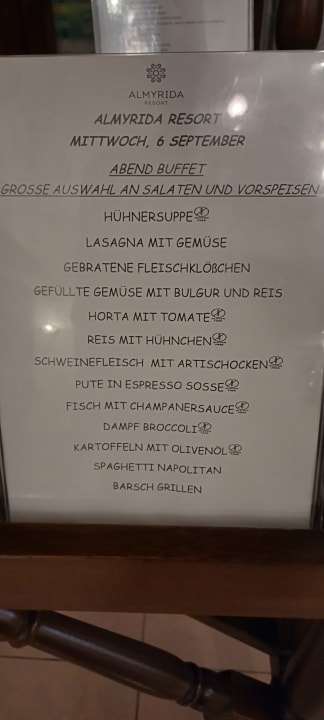 ALMYRIDA
RESORT
ALMYRIDA RESORT
MITTWOCH, 6 SEPTEMBER
ABEND BUFFET
GROSSE AUSWAHL AN SALATEN UND VORSPEISEN
HÜHNERSUPPE
LASAGNA MIT GEMÜSE
GEBRATENE FLEISCHKLÖßCHEN
GEFÜLLTE GEMÜSE MIT BULGUR UND REIS
HORTA MIT TOMATE
REIS MIT HÜHNCHEN
SCHWEINEFLEISCH MIT ARTISCHOCKEN
PUTE IN ESPRESSO SOSSE
FISCH MIT CHAMPANERSAUCE
DAMPF BROCCOLI
KARTOFFELN MIT OLIVENÖL
SPAGHETTI NAPOLITAN
BARSCH GRILLEN